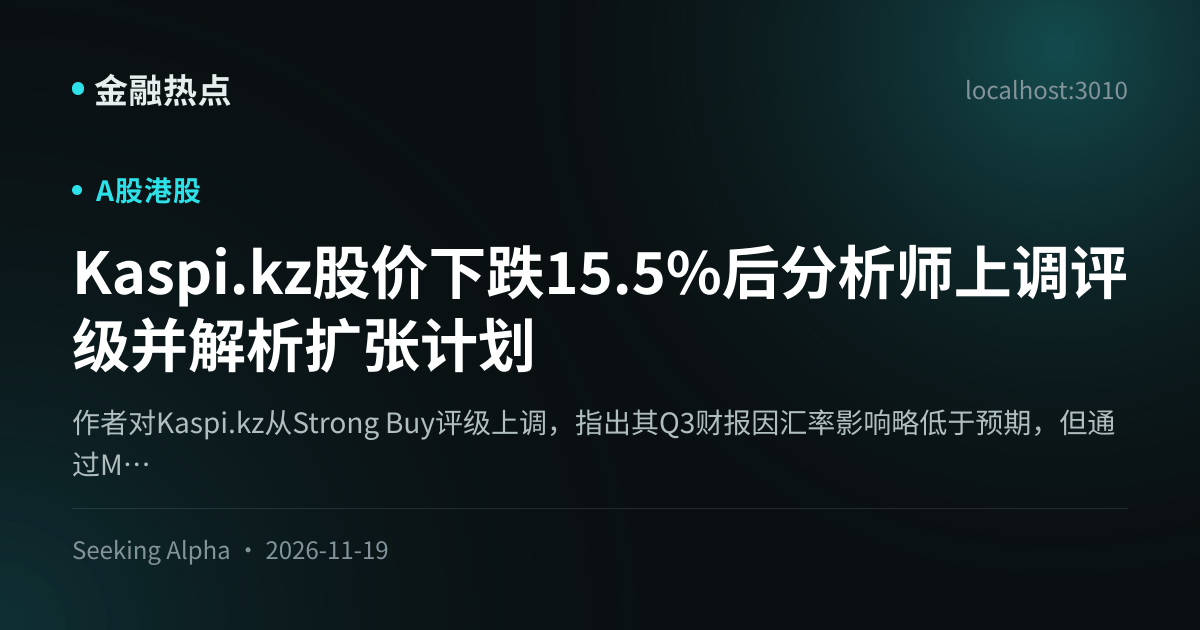 金融热点
localhost:3010
A股港股
Kaspi.kz股价下跌15.5%后分析师上调评
级并解析扩张计划
作者对Kaspi.kz从Strong Buy评级上调，指出其Q3财报因汇率影响略低于预期，但通
过M…
Seeking Alpha · 2026-11-19